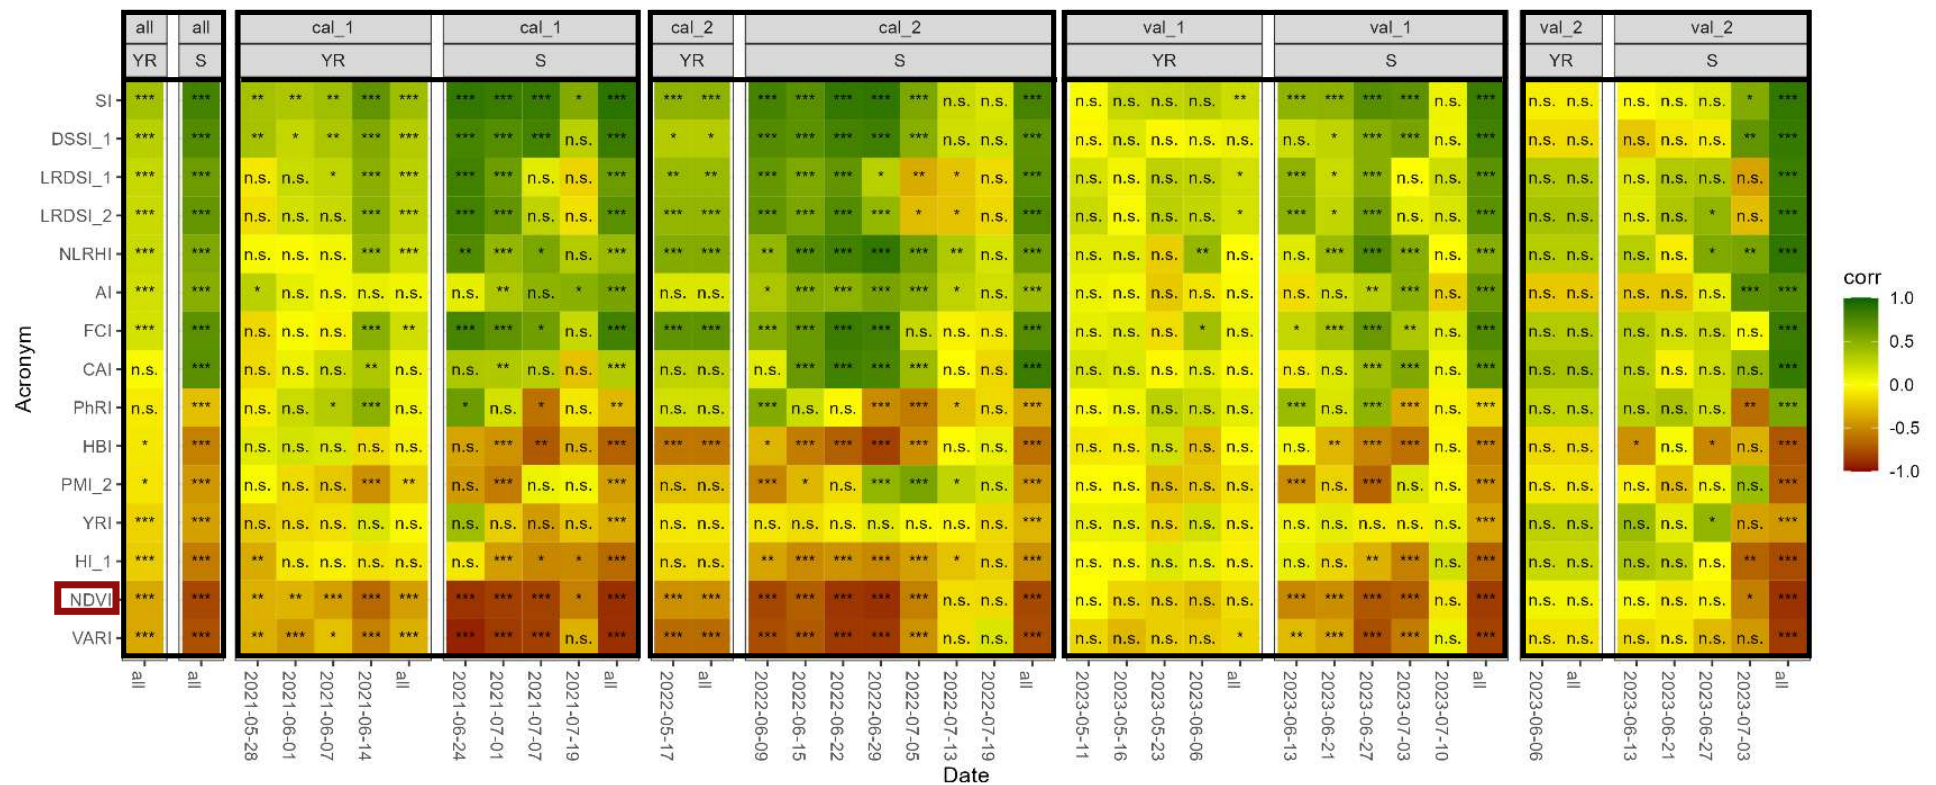 all all cal_1 cal_1 cal_2 cal_2 val_1 val_1 val_2 val_2
YR S YR S YR S YR S YR S
SI *** *** ** ** ** *** *** *** *** *** * *** *** *** *** *** *** *** *** n.s. n.s. *** n.s. n.s. n.s. n.s. ** *** *** *** *** n.s. *** n.s. n.s. n.s. n.s. n.s. * ***
DSSI_1 *** *** ** * ** *** *** *** *** *** n.s. *** * * *** *** *** *** *** n.s. n.s. *** n.s. n.s. n.s. n.s. n.s. n.s. * *** *** n.s. *** n.s. n.s. n.s. n.s. n.s. ** ***
LRDSI_1 *** *** n.s. n.s. * *** *** *** *** n.s. n.s. *** ** ** *** *** *** * ** * n.s. *** n.s. n.s. n.s. n.s. * *** * *** n.s. n.s. *** n.s. n.s. n.s. n.s. n.s. n.s. ***
LRDSI_2 *** *** n.s. n.s. n.s. *** *** *** *** n.s. n.s. *** *** *** *** *** *** *** * * n.s. *** n.s. n.s. n.s. n.s. * *** * *** n.s. n.s. *** n.s. n.s. n.s. n.s. * n.s. ***
NLRHI *** *** n.s. n.s. n.s. *** *** ** *** * n.s. *** *** *** ** *** *** *** *** ** n.s. *** n.s. n.s. n.s. ** n.s. n.s. *** *** *** n.s. *** n.s. n.s. n.s. n.s. * ** ***
AI *** *** * n.s. n.s. n.s. n.s. n.s. ** n.s. * *** n.s. n.s. * *** *** *** *** * n.s. *** n.s. n.s. n.s. n.s. n.s. n.s. n.s. ** *** n.s. *** n.s. n.s. n.s. n.s. n.s. *** ***
FCI *** *** n.s. n.s. n.s. *** ** *** *** * n.s. *** *** *** *** *** *** *** n.s. n.s. n.s. *** n.s. n.s. n.s. * n.s. * *** *** ** n.s. *** n.s. n.s. n.s. n.s. n.s. n.s. ***
CAI n.s. *** n.s. n.s. n.s. ** n.s. n.s. ** n.s. n.s. *** n.s. n.s. n.s. *** *** *** *** n.s. n.s. *** n.s. n.s. n.s. n.s. n.s. n.s. n.s. *** *** n.s. *** n.s. n.s. n.s. n.s. n.s. n.s. ***
PhRI n.s. *** n.s. n.s. * *** n.s. * n.s. * n.s. ** n.s. n.s. *** n.s. n.s. *** *** * n.s. *** n.s. n.s. n.s. n.s. n.s. *** n.s. *** *** n.s. *** n.s. n.s. n.s. n.s. n.s. ** ***
HBI * *** n.s. n.s. n.s. n.s. n.s. n.s. *** ** n.s. *** *** *** * *** *** *** *** n.s. n.s. *** n.s. n.s. n.s. n.s. n.s. n.s. ** *** *** n.s. *** n.s. n.s. * n.s. * n.s. ***
PMI_2 * *** n.s. n.s. n.s. *** ** n.s. *** n.s. n.s. *** n.s. n.s. *** * n.s. *** *** * n.s. *** n.s. n.s. n.s. n.s. n.s. *** n.s. *** n.s. n.s. *** n.s. n.s. n.s. n.s. n.s. n.s. ***
YRI *** *** n.s. n.s. n.s. n.s. n.s. n.s. n.s. n.s. n.s. *** n.s. n.s. n.s. n.s. n.s. n.s. n.s. n.s. n.s. *** n.s. n.s. n.s. n.s. n.s. n.s. n.s. n.s. n.s. n.s. *** n.s. n.s. n.s. n.s. * n.s. ***
HI_1 *** *** ** n.s. n.s. n.s. n.s. n.s. *** * * *** n.s. n.s. ** *** *** *** *** * n.s. *** n.s. n.s. n.s. n.s. n.s. n.s. n.s. ** *** n.s. *** n.s. n.s. n.s. n.s. n.s. ** ***
NDVI *** *** ** ** *** *** *** *** *** *** * *** *** *** *** *** *** *** *** n.s. n.s. *** n.s. n.s. n.s. n.s. n.s. *** *** *** *** n.s. *** n.s. n.s. n.s. n.s. n.s. * ***
VARI *** *** ** *** * *** *** *** *** *** n.s. *** *** *** *** *** *** *** *** n.s. n.s. *** n.s. n.s. n.s. n.s. * ** *** *** *** n.s. *** n.s. n.s. n.s. n.s. n.s. n.s. ***
all all 2021-05-28 2021-06-01 2021-06-07 2021-06-14 all 2021-06-24 2021-07-01 2021-07-07 2021-07-19 all 2022-05-17 all 2022-06-09 2022-06-15 2022-06-22 2022-06-29 2022-07-05 2022-07-13 2022-07-19 all 2023-05-11 2023-05-16 2023-05-23 2023-06-06 all 2023-06-13 2023-06-21 2023-06-27 2023-07-03 2023-07-10 all 2023-06-06 all 2023-06-13 2023-06-21 2023-06-27 2023-07-03 all
Date
Acronym
corr
1.0
0.5
0.0
-0.5
-1.0